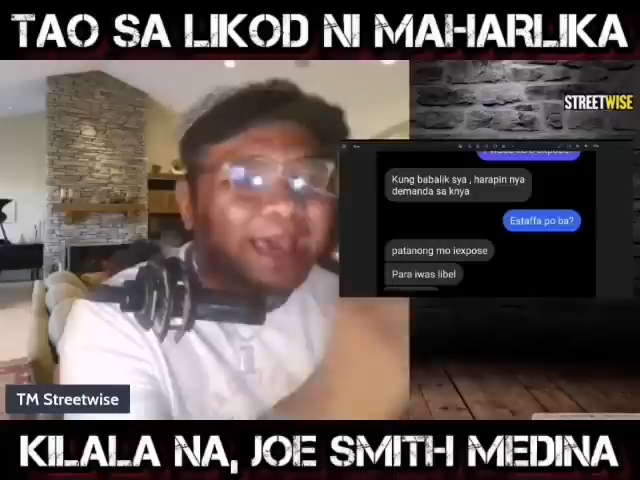 TAO SA LIKOD NI MAHARLIKA
STREETWISE
Kung babalik sya , harapin nya
demanda sa knya
Estaffa po ba?
patanong mo iexpose
Para iwas libel
TM Streetwise
KILALA NA, JOE SMITH MEDINA